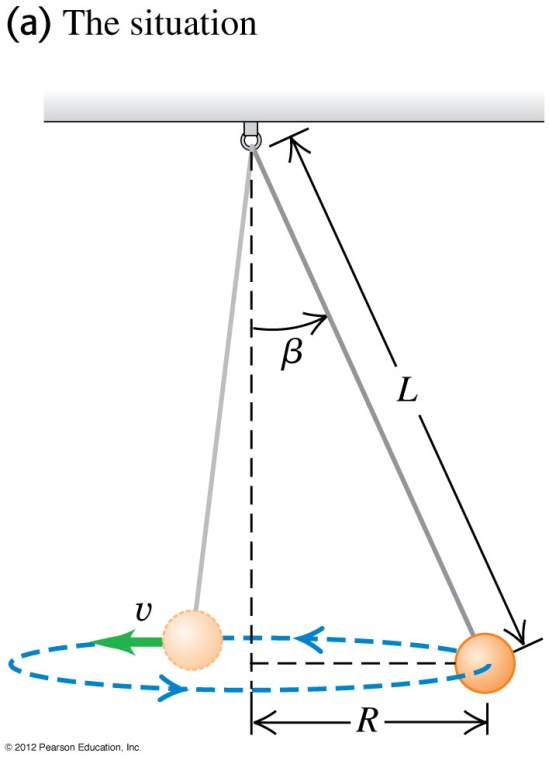 (a) The situation
β
L
v
R
© 2012 Pearson Education, Inc.